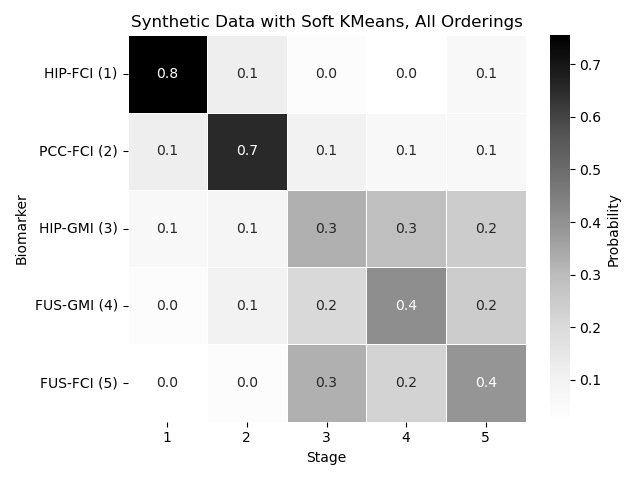 Synthetic Data with Soft KMeans, All Orderings
Biomarker
HIP-FCI (1) 0.8 0.1 0.0 0.0 0.1
PCC-FCI (2) 0.1 0.7 0.1 0.1 0.1
HIP-GMI (3) 0.1 0.1 0.3 0.3 0.2
FUS-GMI (4) 0.0 0.1 0.2 0.4 0.2
FUS-FCI (5) 0.0 0.0 0.3 0.2 0.4
1 2 3 4 5
Stage
0.7
0.6
0.5
0.4
0.3
0.2
0.1
Probability